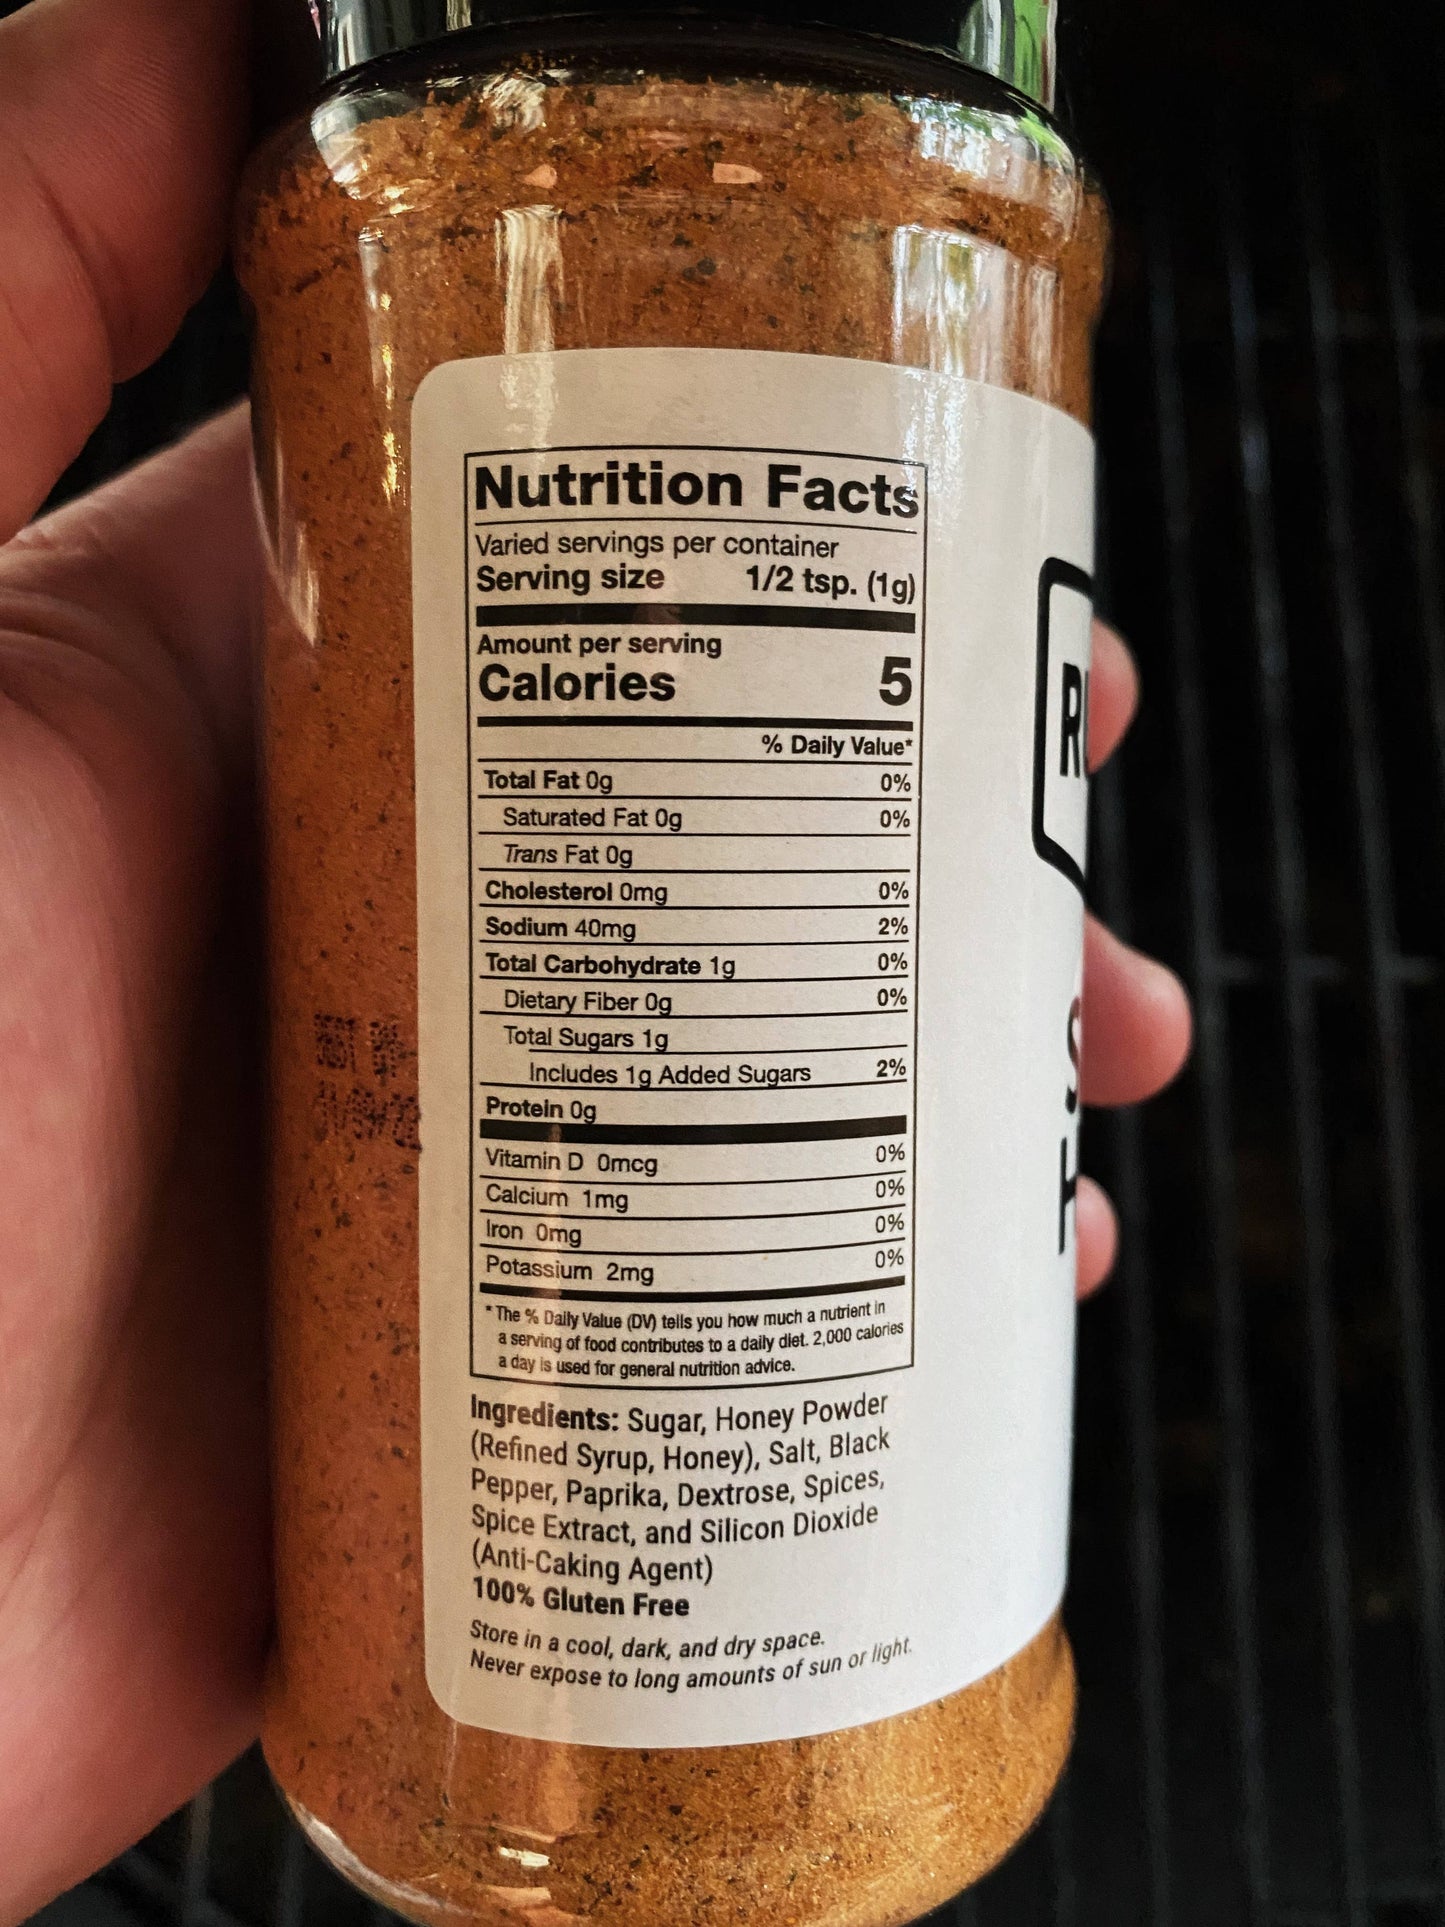 Nutrition Facts
Varied servings per container
Serving size 1/2 tsp. (1g)
Amount per serving
Calories 5
% Daily Value*
Total Fat 0g 0%
Saturated Fat 0g 0%
Trans Fat 0g
Cholesterol 0mg 0%
Sodium 40mg 2%
Total Carbohydrate 1g 0%
Dietary Fiber 0g 0%
Total Sugars 1g
Includes 1g Added Sugars 2%
Protein 0g
Vitamin D 0mcg 0%
Calcium 1mg 0%
Iron 0mg 0%
Potassium 2mg 0%
* The % Daily Value (DV) tells you how much a nutrient in
a serving of food contributes to a daily diet. 2,000 calories
a day is used for general nutrition advice.
Ingredients: Sugar, Honey Powder
(Refined Syrup, Honey), Salt, Black
Pepper, Paprika, Dextrose, Spices,
Spice Extract, and Silicon Dioxide
(Anti-Caking Agent)
100% Gluten Free
Store in a cool, dark, and dry space.
Never expose to long amounts of sun or light.